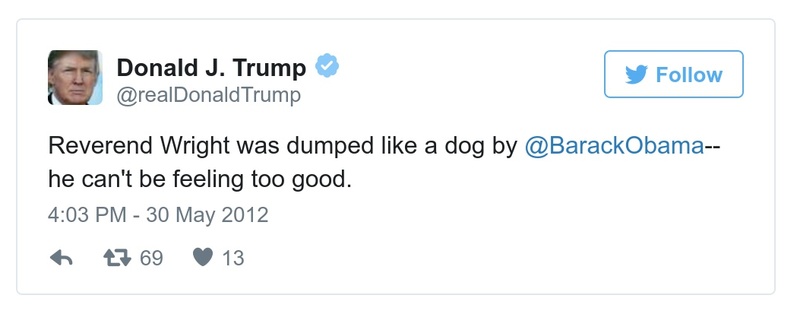 Donald J. Trump
@realDonaldTrump
Follow
Reverend Wright was dumped like a dog by @BarackObama--
he can't be feeling too good.
4:03 PM - 30 May 2012
69 13